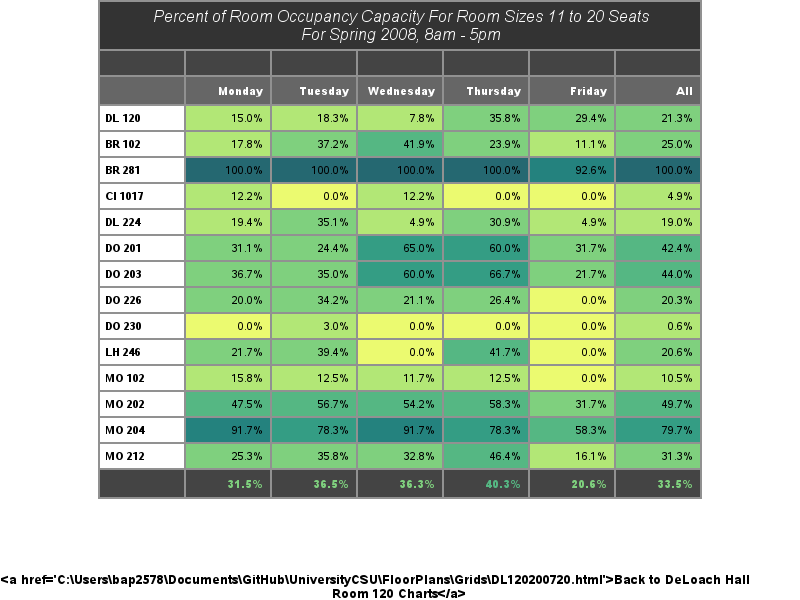 Percent of Room Occupancy Capacity For Room Sizes 11 to 20 Seats
For Spring 2008, 8am - 5pm
Monday Tuesday Wednesday Thursday Friday All
DL 120 15.0% 18.3% 7.8% 35.8% 29.4% 21.3%
BR 102 17.8% 37.2% 41.9% 23.9% 11.1% 25.0%
BR 281 100.0% 100.0% 100.0% 100.0% 92.6% 100.0%
CI 1017 12.2% 0.0% 12.2% 0.0% 0.0% 4.9%
DL 224 19.4% 35.1% 4.9% 30.9% 4.9% 19.0%
DO 201 31.1% 24.4% 65.0% 60.0% 31.7% 42.4%
DO 203 36.7% 35.0% 60.0% 66.7% 21.7% 44.0%
DO 226 20.0% 34.2% 21.1% 26.4% 0.0% 20.3%
DO 230 0.0% 3.0% 0.0% 0.0% 0.0% 0.6%
LH 246 21.7% 39.4% 0.0% 41.7% 0.0% 20.6%
MO 102 15.8% 12.5% 11.7% 12.5% 0.0% 10.5%
MO 202 47.5% 56.7% 54.2% 58.3% 31.7% 49.7%
MO 204 91.7% 78.3% 91.7% 78.3% 58.3% 79.7%
MO 212 25.3% 35.8% 32.8% 46.4% 16.1% 31.3%
31.5% 36.5% 36.3% 40.3% 20.6% 33.5%
<a href='C:\Users\bap2578\Documents\GitHub\UniversityCSU\FloorPlans\Grids\DL120200720.html'>Back to DeLoach Hall
Room 120 Charts</a>